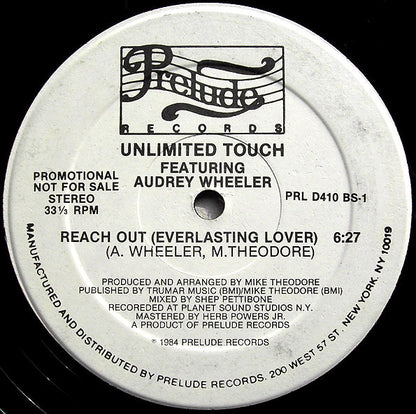 Prelude
RECORDS
UNLIMITED TOUCH
FEATURING
AUDREY WHEELER
PROMOTIONAL
NOT FOR SALE
STEREO
33⅓ RPM
PRL D410 BS-1
REACH OUT (EVERLASTING LOVER) 6:27
(A. WHEELER, M.THEODORE)
PRODUCED AND ARRANGED BY MIKE THEODORE
PUBLISHED BY TRUMAR MUSIC (BMI)/MIKE THEODORE (BMI)
MIXED BY SHEP PETTIBONE
RECOREDED AT PLANET SOUND STUDIOS N.Y.
MASTERED BY HERB POWERS JR.
A PRODUCT OF PRELUDE RECORDS
℗ 1984 PRELUDE RECORDS
MANUFACTURED AND DISTRIBUTED BY PRELUDE RECORDS, 200 WEST 57 ST. NEW YORK, NY 10019